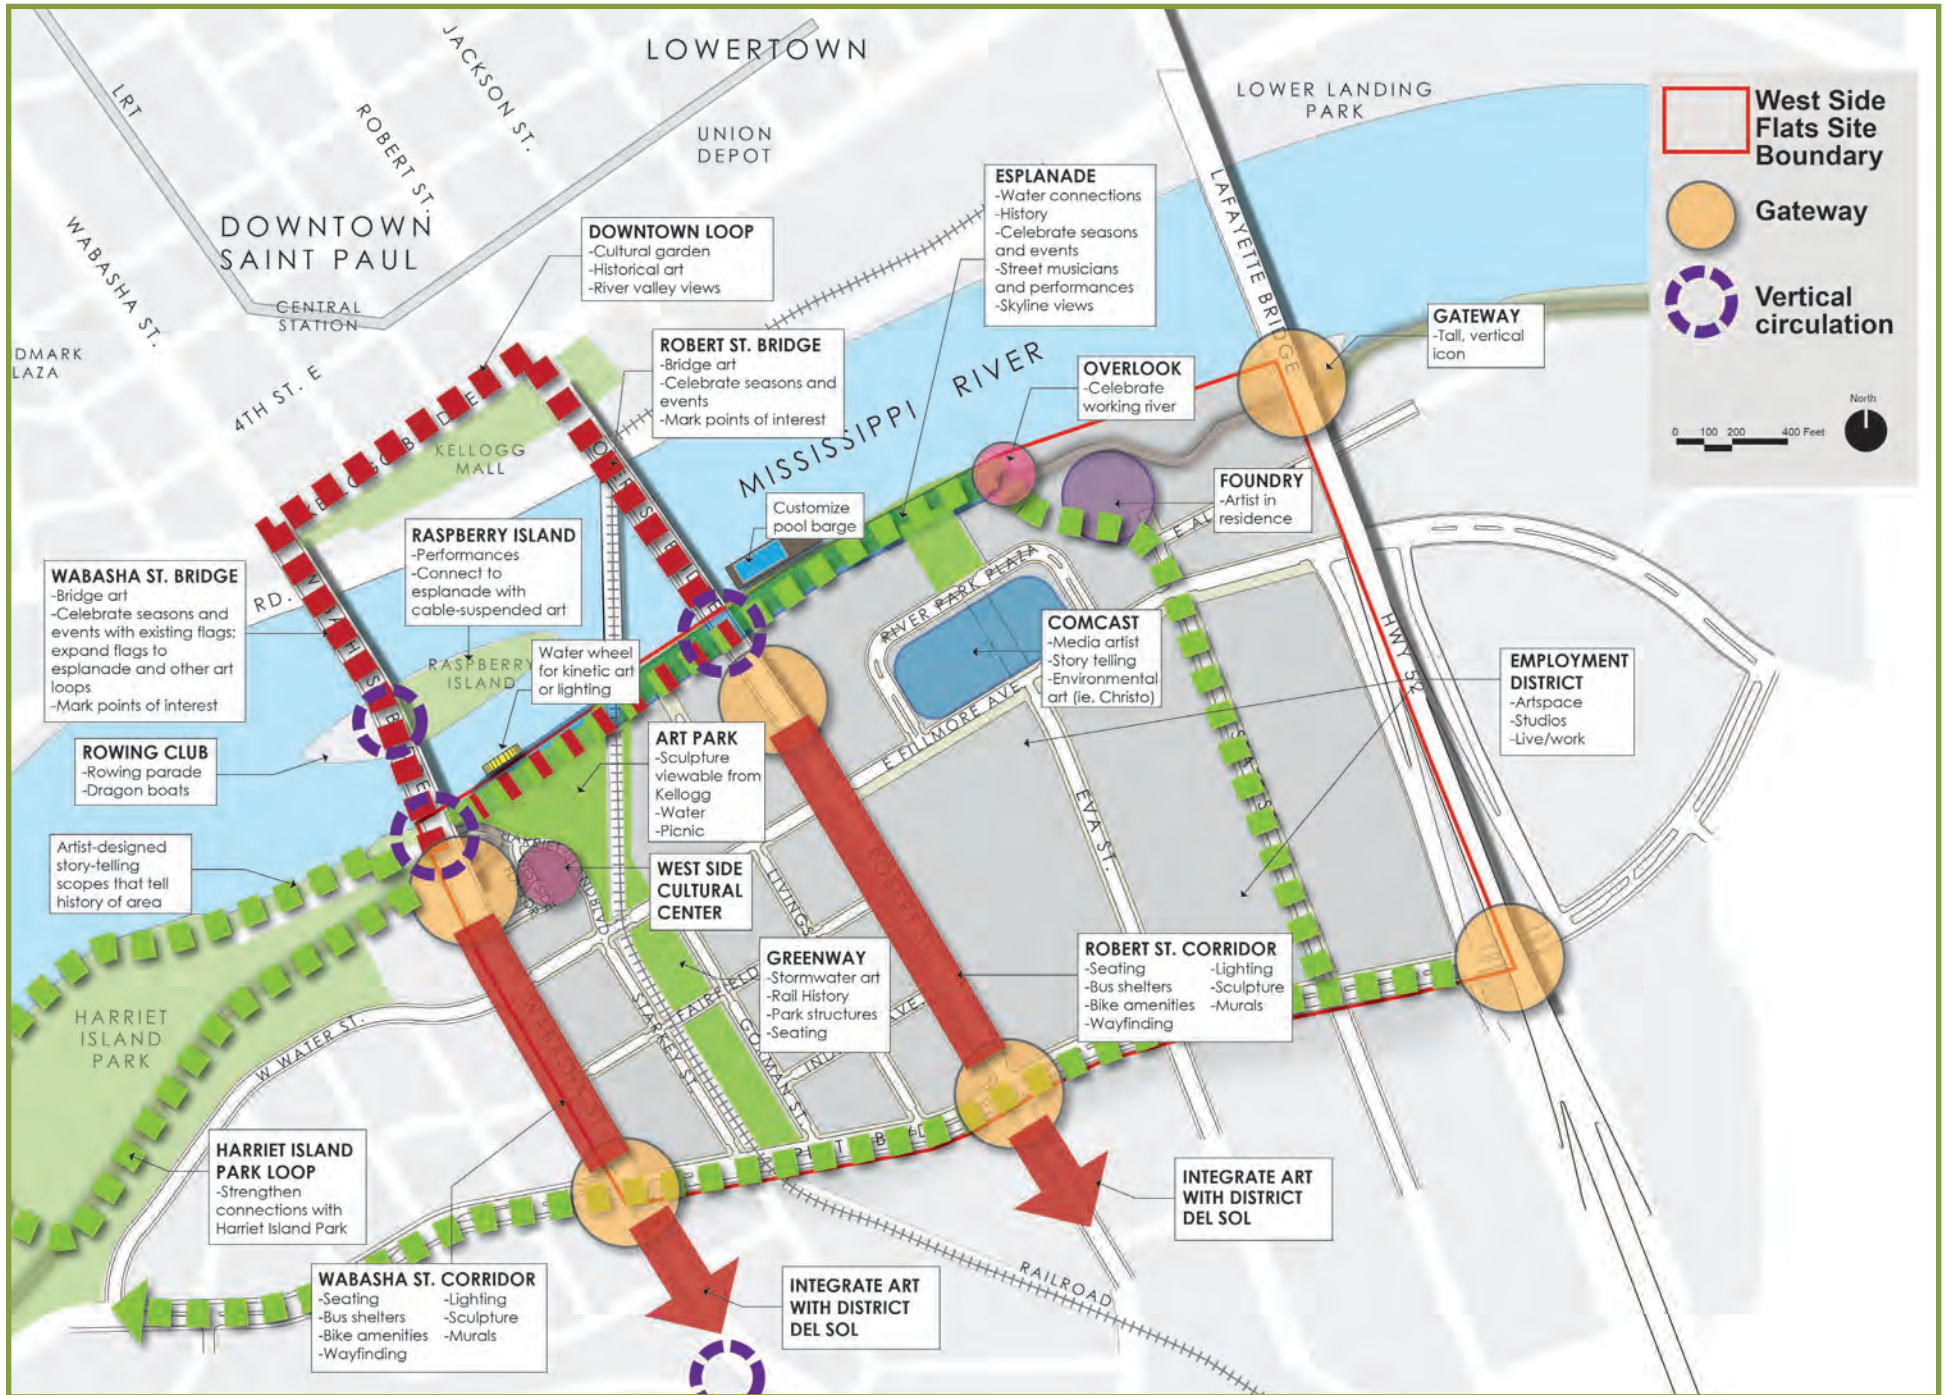 LOWERTOWN
JACKSON ST.
LRT
ROBERT ST.
UNION
DEPOT
LOWER LANDING
PARK
West Side
Flats Site
Boundary
Gateway
Vertical
circulation
North
0 100 200 400 Feet
WABASHA ST.
DOWNTOWN
SAINT PAUL
CENTRAL
STATION
DMARK
LAZA
4TH ST. E
KELLOGG
MALL
DOWNTOWN LOOP
-Cultural garden
-Historical art
-River valley views
ROBERT ST. BRIDGE
-Bridge art
-Celebrate seasons and
events
-Mark points of interest
ESPLANADE
-Water connections
-History
-Celebrate seasons
and events
-Street musicians
and performances
-Skyline views
LAFAYETTE BRIDGE
GATEWAY
-Tall, vertical
icon
MISSISSIPPI RIVER
OVERLOOK
-Celebrate
working river
FOUNDRY
-Artist in
residence
Customize
pool barge
RASPBERRY ISLAND
-Performances
-Connect to
esplanade with
cable-suspended art
RD.
WABASHA ST. BRIDGE
-Bridge art
-Celebrate seasons and
events with existing flags;
expand flags to
esplanade and other art
loops
-Mark points of interest
RASPBERRY
ISLAND
Water wheel
for kinetic art
or lighting
RIVER PARK PLAZA
COMCAST
-Media artist
-Story telling
-Environmental
art (ie. Christo)
E FILLMORE AVE
HWY 52
EMPLOYMENT
DISTRICT
-Artspace
-Studios
-Live/work
ROWING CLUB
-Rowing parade
-Dragon boats
ART PARK
-Sculpture
viewable from
Kellogg
-Water
-Picnic
EVA ST.
Artist-designed
story-telling
scopes that tell
history of area
WEST SIDE
CULTURAL
CENTER
ROBERT ST.
GREENWAY
-Stormwater art
-Rail History
-Park structures
-Seating
ROBERT ST. CORRIDOR
-Seating
-Bus shelters
-Bike amenities
-Wayfinding
-Lighting
-Sculpture
-Murals
HARRIET
ISLAND
PARK
W WATER ST.
STARKEY ST.
FAIRFIELD
AVE.
HARRIET ISLAND
PARK LOOP
-Strengthen
connections with
Harriet Island Park
INTEGRATE ART
WITH DISTRICT
DEL SOL
WABASHA ST. CORRIDOR
-Seating
-Bus shelters
-Bike amenities
-Wayfinding
-Lighting
-Sculpture
-Murals
INTEGRATE ART
WITH DISTRICT
DEL SOL
RAILROAD